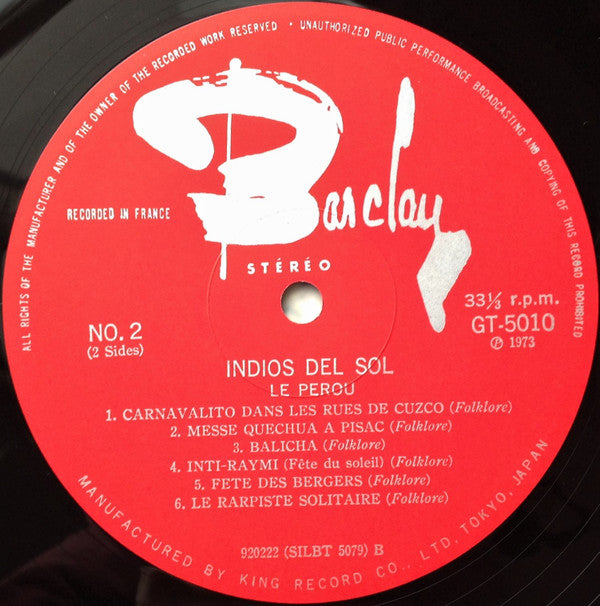 ALL RIGHTS OF THE MANUFACTURER AND OF THE OWNER OF THE RECORDED WORK RESERVED • UNAUTHORIZED PUBLIC PERFORMANCE BROADCASTING AND COPYING OF THIS RECORD PROHIBITED
Barclay
RECORDED IN FRANCE
STÉRÉO
NO. 2
(2 Sides)
33⅓ r.p.m.
GT-5010
℗ 1973
INDIOS DEL SOL
LE PEROU
1. CARNAVALITO DANS LES RUES DE CUZCO (Folklore)
2. MESSE QUECHUA A PISAC (Folklore)
3. BALICHA (Folklore)
4. INTI-RAYMI (Fête du soleil) (Folklore)
5. FETE DES BERGERS (Folklore)
6. LE RARPISTE SOLITAIRE (Folklore)
920222 (SILBT 5079) B
MANUFACTURED BY KING RECORD CO., LTD, TOKYO, JAPAN